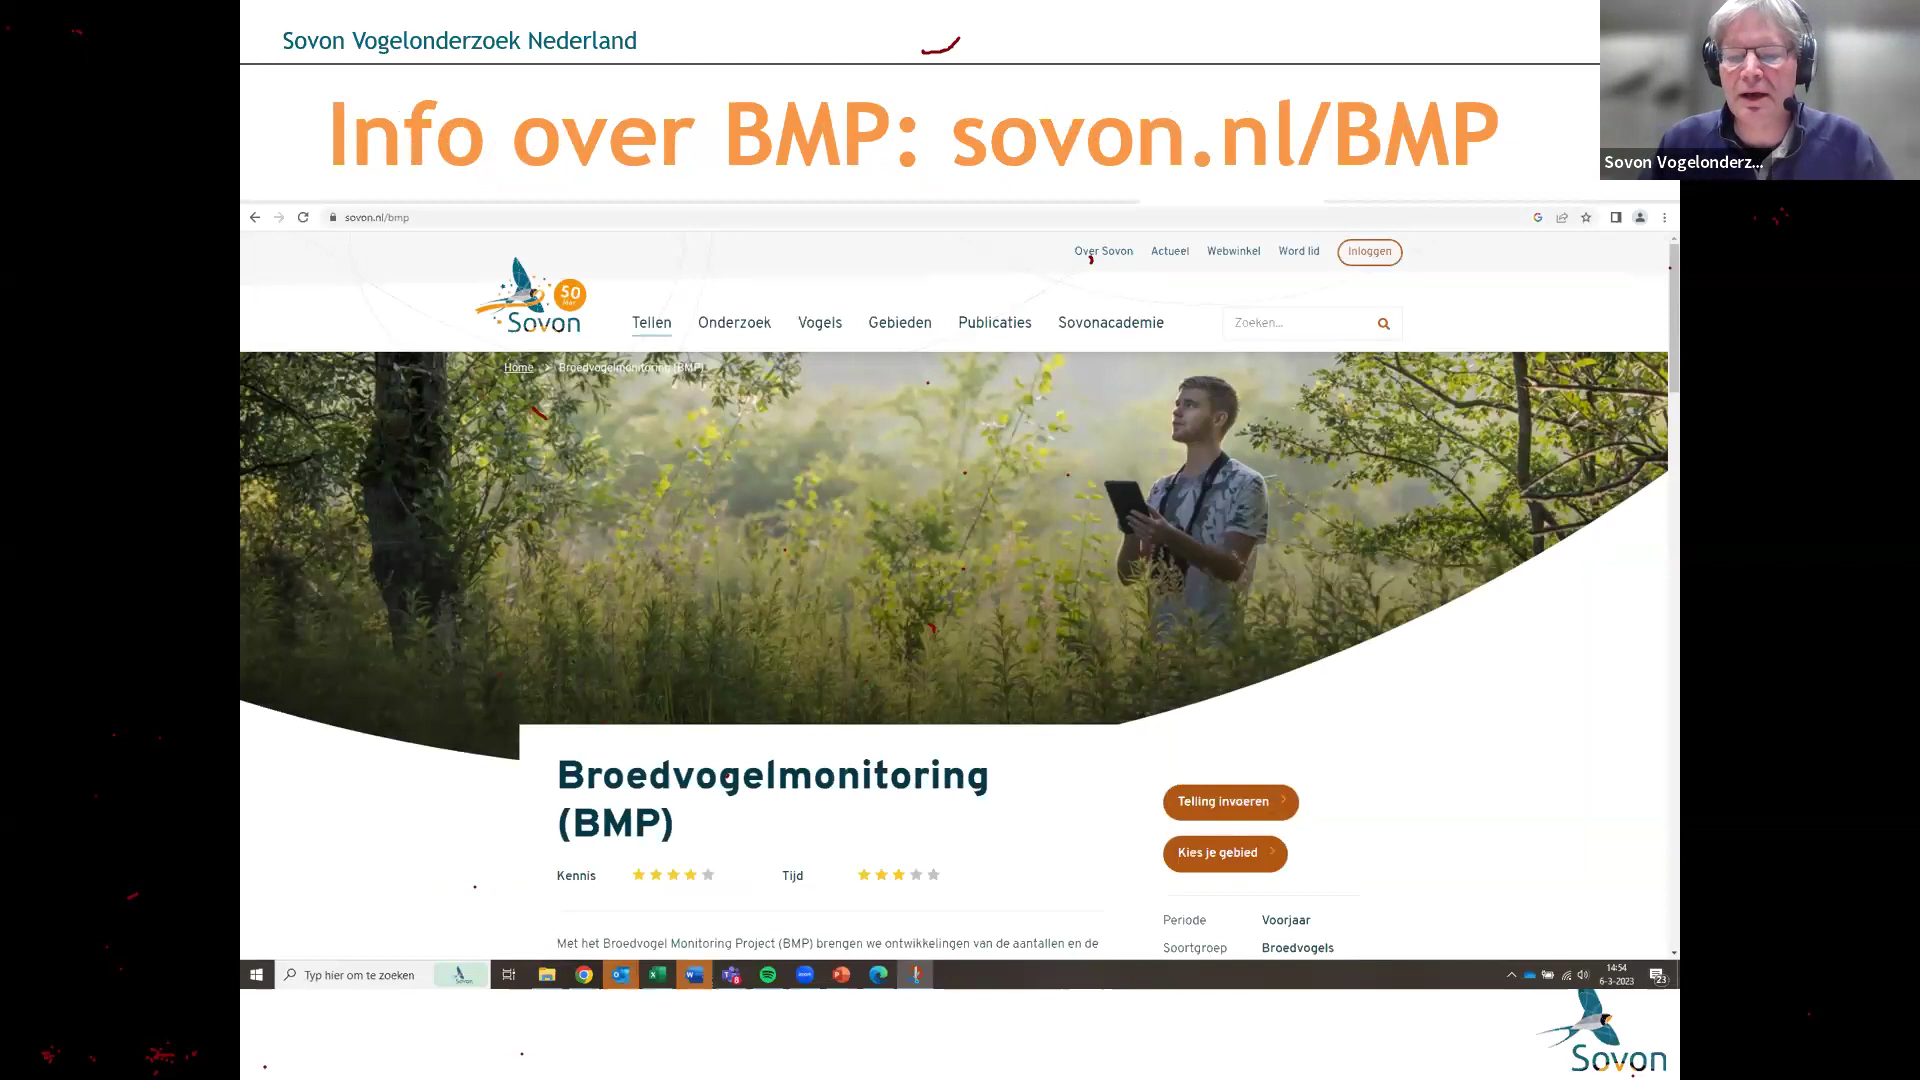 Sovon Vogelonderzoek Nederland
Info over BMP: sovon.nl/BMP
Sovon Vogelonderz...
sovon.nl/bmp
Over Sovon Actueel Webwinkel Word lid Inloggen
50
Sovon
Tellen Onderzoek Vogels Gebieden Publicaties Sovonacademie Zoeken...
Home > Broedvogelmonitoring (BMP)
Broedvogelmonitoring
(BMP)
Telling invoeren
Kies je gebied
Kennis Tijd
Periode Voorjaar
Met het Broedvogel Monitoring Project (BMP) brengen we ontwikkelingen van de aantallen en de
Soortgroep Broedvogels
Typ hier om te zoeken
14:54
6-3-2023
23
Sovon